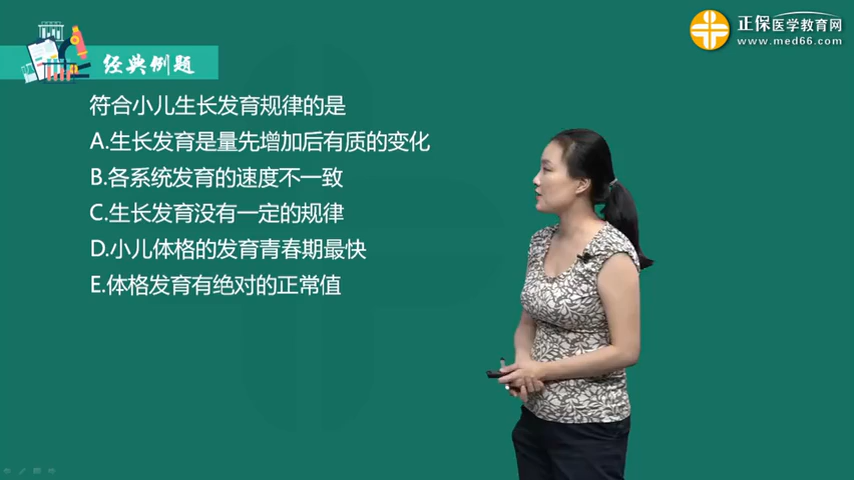 正保医学教育网
www.med66.com
经典例题
符合小儿生长发育规律的是
A.生长发育是量先增加后有质的变化
B.各系统发育的速度不一致
C.生长发育没有一定的规律
D.小儿体格的发育青春期最快
E.体格发育有绝对的正常值